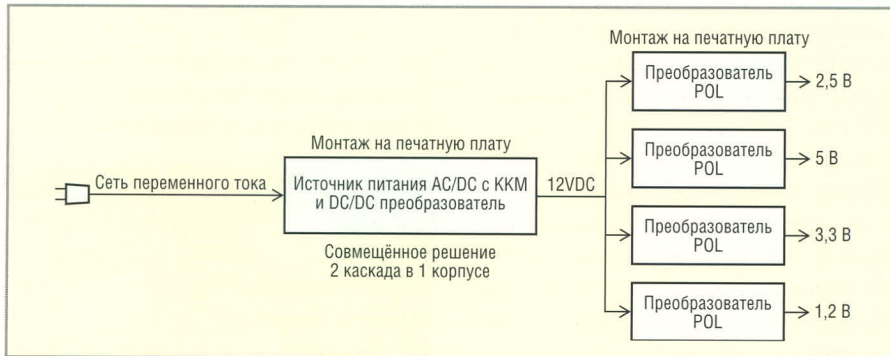 Монтаж на печатную плату
Преобразователь
POL
2,5 В
Монтаж на печатную плату
Преобразователь
POL
5 В
Сеть переменного тока
Источник питания AC/DC с ККМ
и DC/DC преобразователь
12VDC
Совмещённое решение
2 каскада в 1 корпусе
Преобразователь
POL
3,3 В
Преобразователь
POL
1,2 В